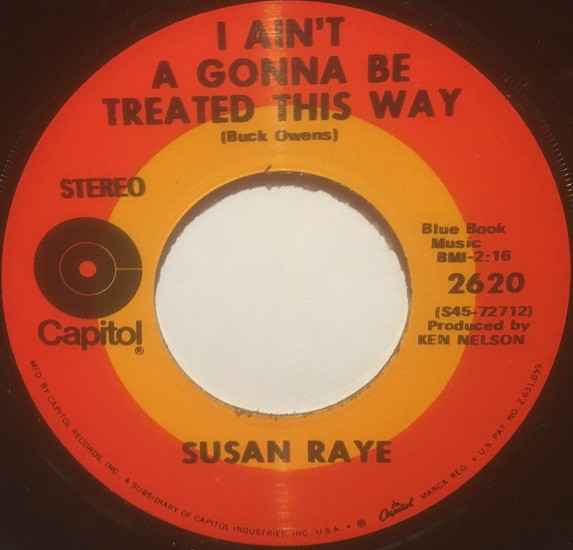 I AIN'T
A GONNA BE
TREATED THIS WAY
(Buck Owens)
STEREO
Capitol®
Blue Book
Music
BMI-2:16
2620
(S45-72712)
Produced by
KEN NELSON
SUSAN RAYE
MFD. BY CAPITOL RECORDS, INC. A SUBSIDIARY OF CAPITOL INDUSTRIES, INC., U.S.A. • ® Capitol MARCA REG. • U.S. PAT. NO. 2,631,859